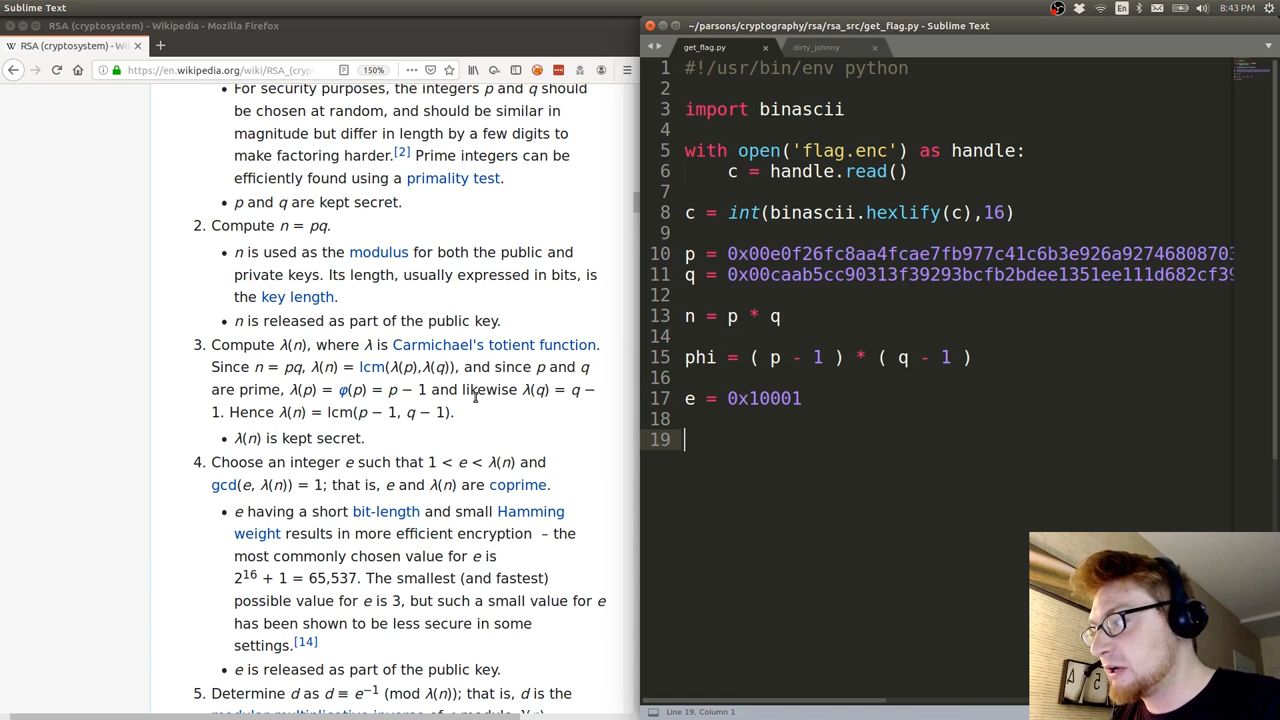 Sublime Text
En
8:43 PM
RSA (cryptosystem) - Wikipedia - Mozilla Firefox
RSA (cryptosystem) - Wi
https://en.wikipedia.org/wiki/RSA_(cry
150%
For security purposes, the integers p and q should
be chosen at random, and should be similar in
magnitude but differ in length by a few digits to
make factoring harder.[2] Prime integers can be
efficiently found using a primality test.
p and q are kept secret.
2. Compute n = pq.
n is used as the modulus for both the public and
private keys. Its length, usually expressed in bits, is
the key length.
n is released as part of the public key.
3. Compute λ(n), where λ is Carmichael's totient function.
Since n = pq, λ(n) = lcm(λ(p),λ(q)), and since p and q
are prime, λ(p) = φ(p) = p − 1 and likewise λ(q) = q −
1. Hence λ(n) = lcm(p − 1, q − 1).
λ(n) is kept secret.
4. Choose an integer e such that 1 < e < λ(n) and
gcd(e, λ(n)) = 1; that is, e and λ(n) are coprime.
e having a short bit-length and small Hamming
weight results in more efficient encryption – the
most commonly chosen value for e is
2^16 + 1 = 65,537. The smallest (and fastest)
possible value for e is 3, but such a small value for e
has been shown to be less secure in some
settings.[14]
e is released as part of the public key.
5. Determine d as d ≡ e^−1 (mod λ(n)); that is, d is the
~/parsons/cryptography/rsa/rsa_src/get_flag.py - Sublime Text
get_flag.py
dirty_johnny
1 #!/usr/bin/env python
2
3 import binascii
4
5 with open('flag.enc') as handle:
6 c = handle.read()
7
8 c = int(binascii.hexlify(c),16)
9
10 p = 0x00e0f26fc8aa4fcae7fb977c41c6b3e926a92746808703
11 q = 0x00caab5cc90313f39293bcfb2bdee1351ee111d682cf39
12
13 n = p * q
14
15 phi = ( p - 1 ) * ( q - 1 )
16
17 e = 0x10001
18
19
Line 19, Column 1